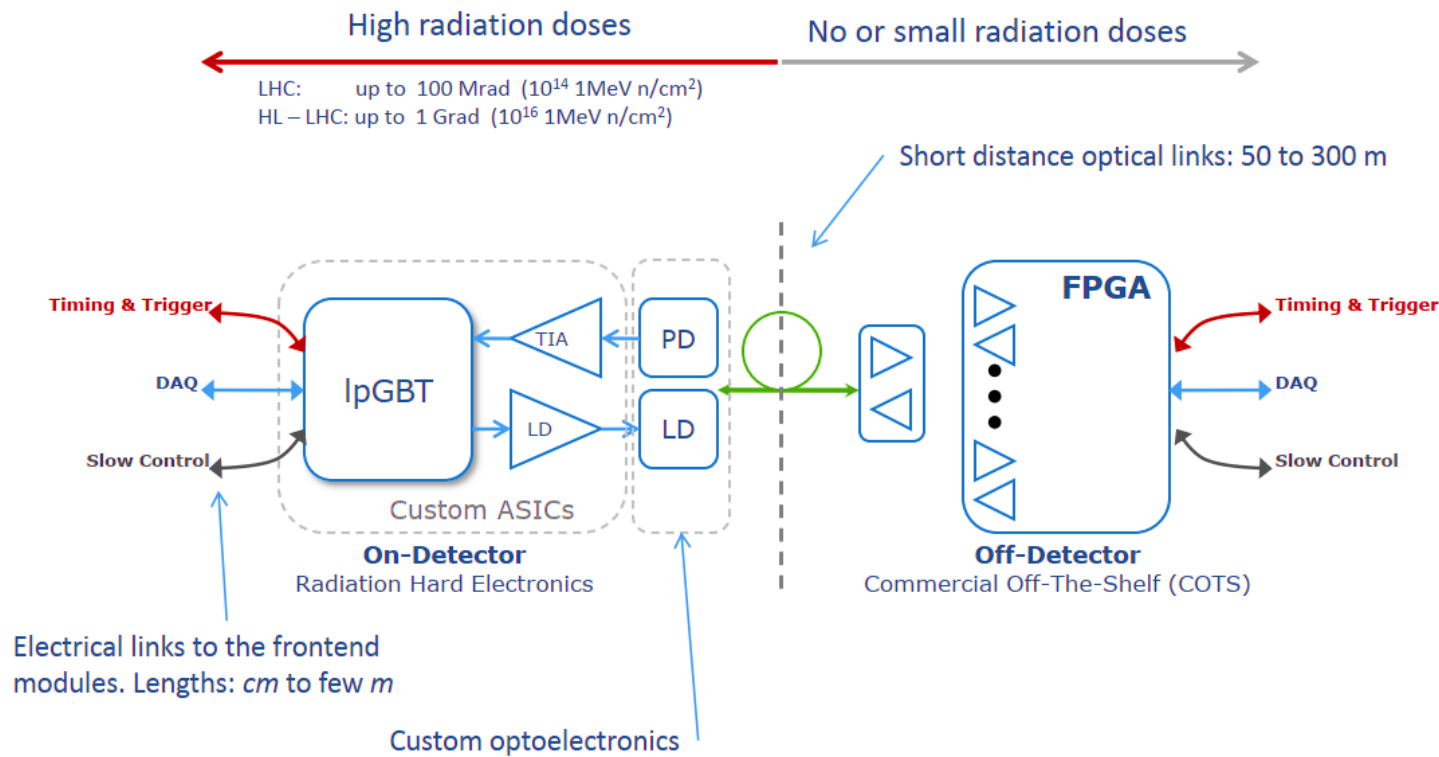 High radiation doses
No or small radiation doses
LHC: up to 100 Mrad (10¹⁴ 1MeV n/cm²)
HL – LHC: up to 1 Grad (10¹⁶ 1MeV n/cm²)
Short distance optical links: 50 to 300 m
Timing & Trigger
DAQ
Slow Control
lpGBT
TIA
LD
PD
LD
Custom ASICs
FPGA
Timing & Trigger
DAQ
Slow Control
On-Detector
Radiation Hard Electronics
Off-Detector
Commercial Off-The-Shelf (COTS)
Electrical links to the frontend
modules. Lengths: cm to few m
Custom optoelectronics